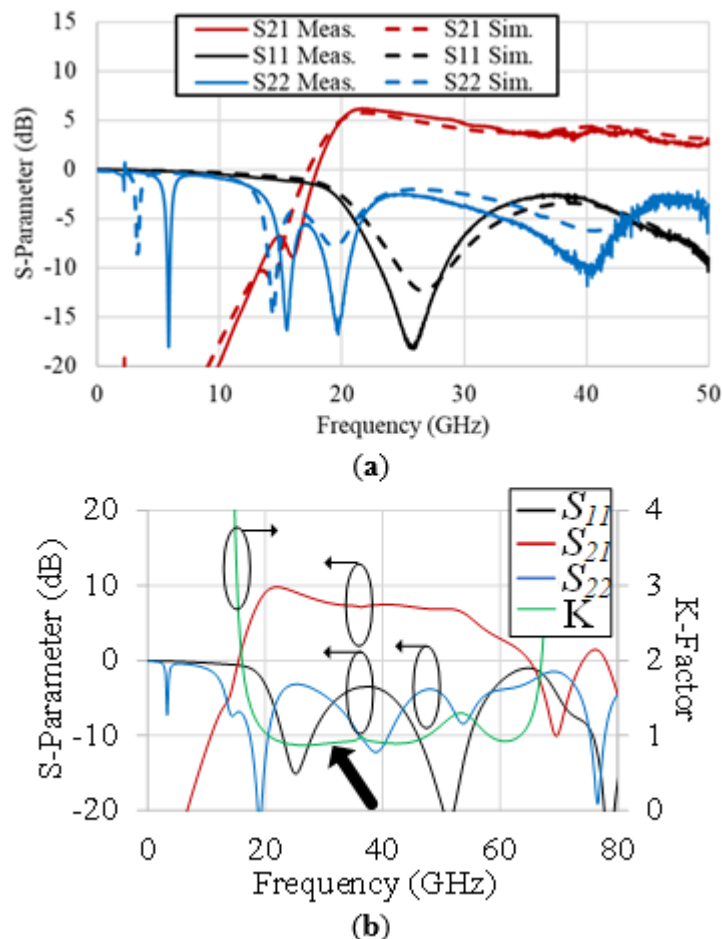 S21 Meas. S21 Sim.
S11 Meas. S11 Sim.
S22 Meas. S22 Sim.
S-Parameter (dB)
15
10
5
0
-5
-10
-15
-20
0 10 20 30 40 50
Frequency (GHz)
(a)
S-Parameter (dB)
20
10
0
-10
-20
S11
S21
S22
K
4
3
2
1
0
K-Factor
0 20 40 60 80
Frequency (GHz)
(b)